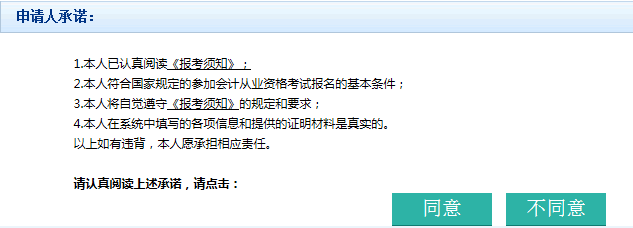 申请人承诺：
1.本人已认真阅读《报考须知》；
2.本人符合国家规定的参加会计从业资格考试报名的基本条件；
3.本人将自觉遵守《报考须知》的规定和要求；
4.本人在系统中填写的各项信息和提供的证明材料是真实的。
以上如有违背，本人愿承担相应责任。
请认真阅读上述承诺，请点击：
同意 不同意